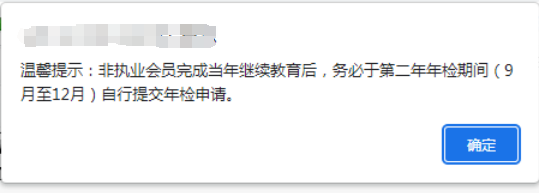 温馨提示：非执业会员完成当年继续教育后，务必于第二年年检期间（9
月至12月）自行提交年检申请。
确定